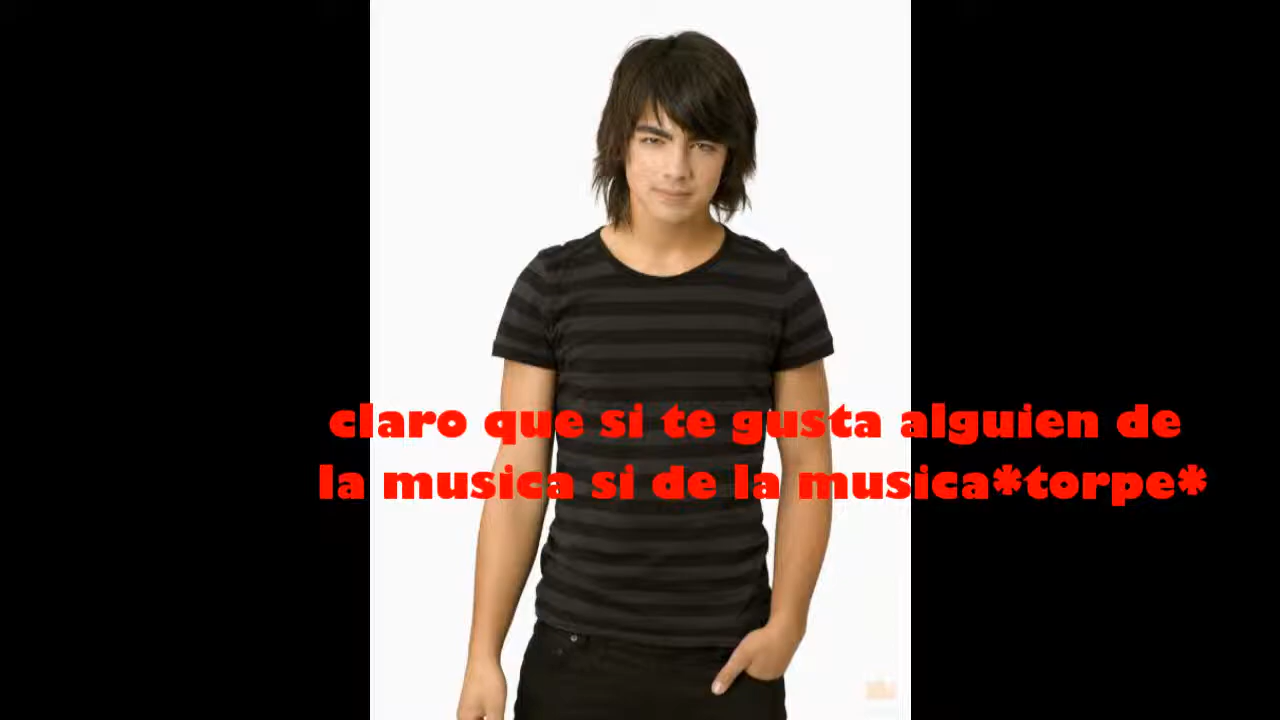 claro que si te gusta alguien de
la musica si de la musica*torpe*